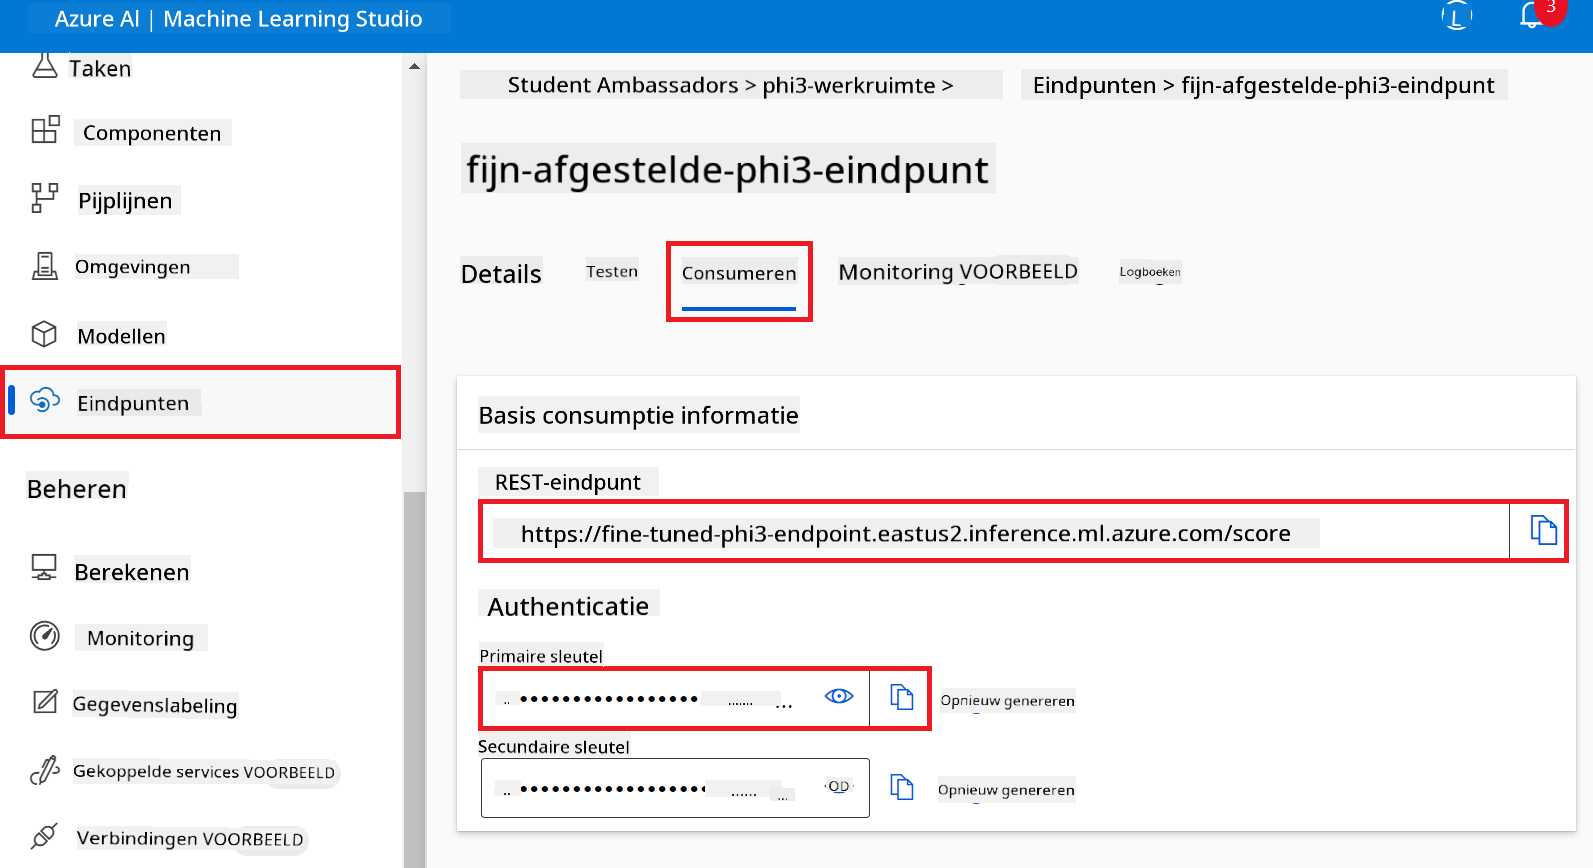 Azure AI | Machine Learning Studio
L
3
Taken
Componenten
Pijplijnen
Omgevingen
Modellen
Eindpunten
Beheren
Berekenen
Monitoring
Gegevenslabeling
Gekoppelde services VOORBEELD
Verbindingen VOORBEELD
Student Ambassadors > phi3-werkruimte > Eindpunten > fijn-afgestelde-phi3-eindpunt
fijn-afgestelde-phi3-eindpunt
Details Testen Consumeren Monitoring VOORBEELD Logboeken
Basis consumptie informatie
REST-eindpunt
https://fine-tuned-phi3-endpoint.eastus2.inference.ml.azure.com/score
Authenticatie
Primaire sleutel
Opnieuw genereren
Secundaire sleutel
OD
Opnieuw genereren